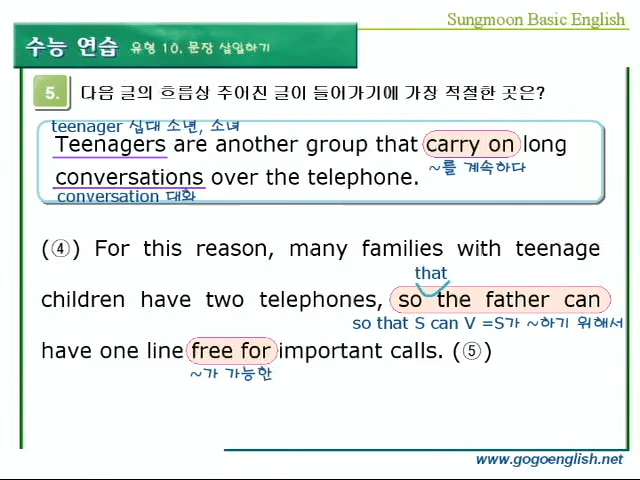 Sungmoon Basic English
수능 연습 유형 10. 문장 삽입하기
5. 다음 글의 흐름상 주어진 글이 들어가기에 가장 적절한 곳은?
teenager 십대 소년, 소녀
Teenagers are another group that carry on long
~를 계속하다
conversations over the telephone.
conversation 대화
(④) For this reason, many families with teenage
that
children have two telephones, so the father can
so that S can V =S가 ~하기 위해서
have one line free for important calls. (⑤)
~가 가능한
www.gogoenglish.net